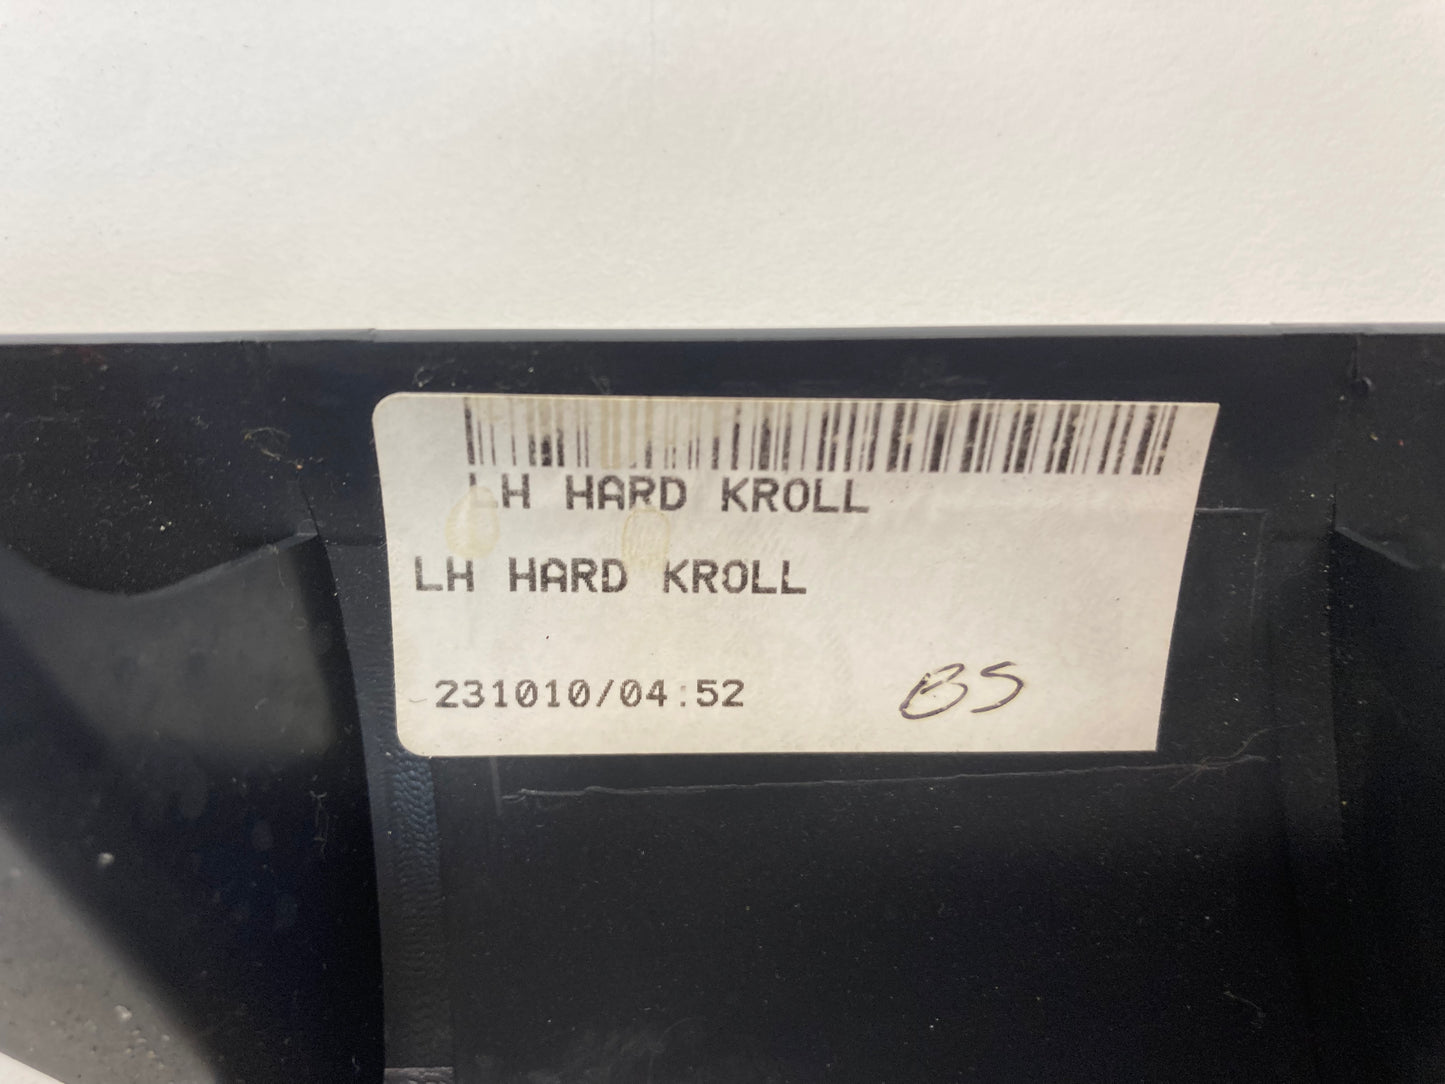 LH HARD KROLL
LH HARD KROLL
231010/04:52
BS